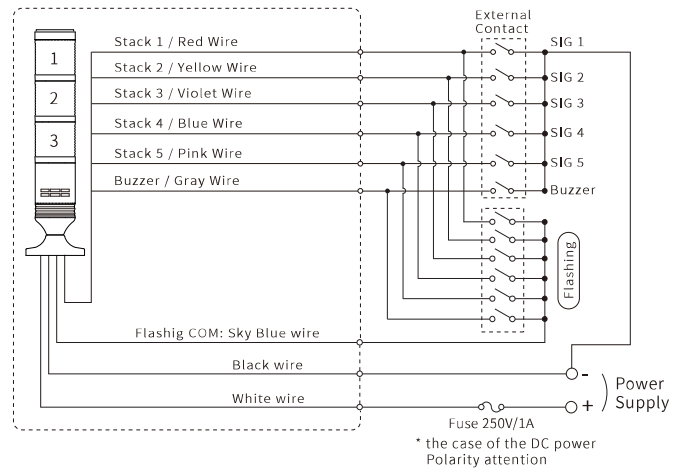 External
Contact
Stack 1 / Red Wire
SIG 1
1
Stack 2 / Yellow Wire
SIG 2
Stack 3 / Violet Wire
SIG 3
2
Stack 4 / Blue Wire
SIG 4
3
Stack 5 / Pink Wire
SIG 5
Buzzer / Gray Wire
Buzzer
Flashing
Flashig COM: Sky Blue wire
Black wire
-
White wire
+
Power
Supply
Fuse 250V/1A
* the case of the DC power
Polarity attention